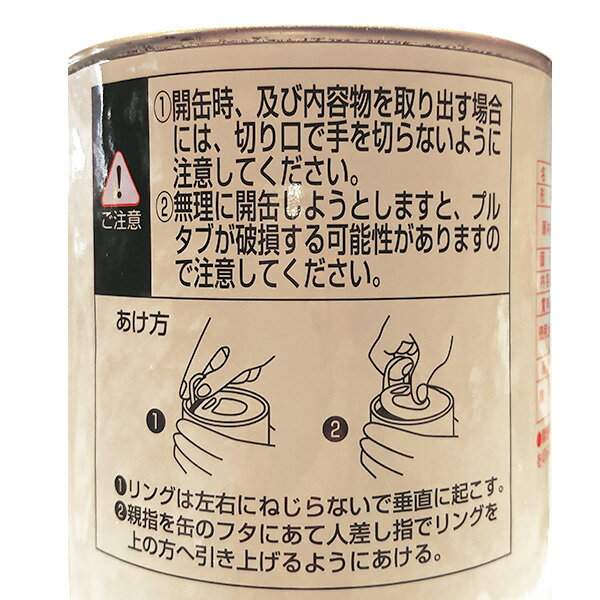 ①開缶時、及び内容物を取り出す場合
には、切り口で手を切らないように
注意してください。
②無理に開缶しようとしますと、プル
タブが破損する可能性がありますの
で注意してください。
ご注意
あけ方
❶
❷
❶リングは左右にねじらないで垂直に起こす。
❷親指を缶のフタにあて人差し指でリングを
上の方へ引き上げるようにあける。